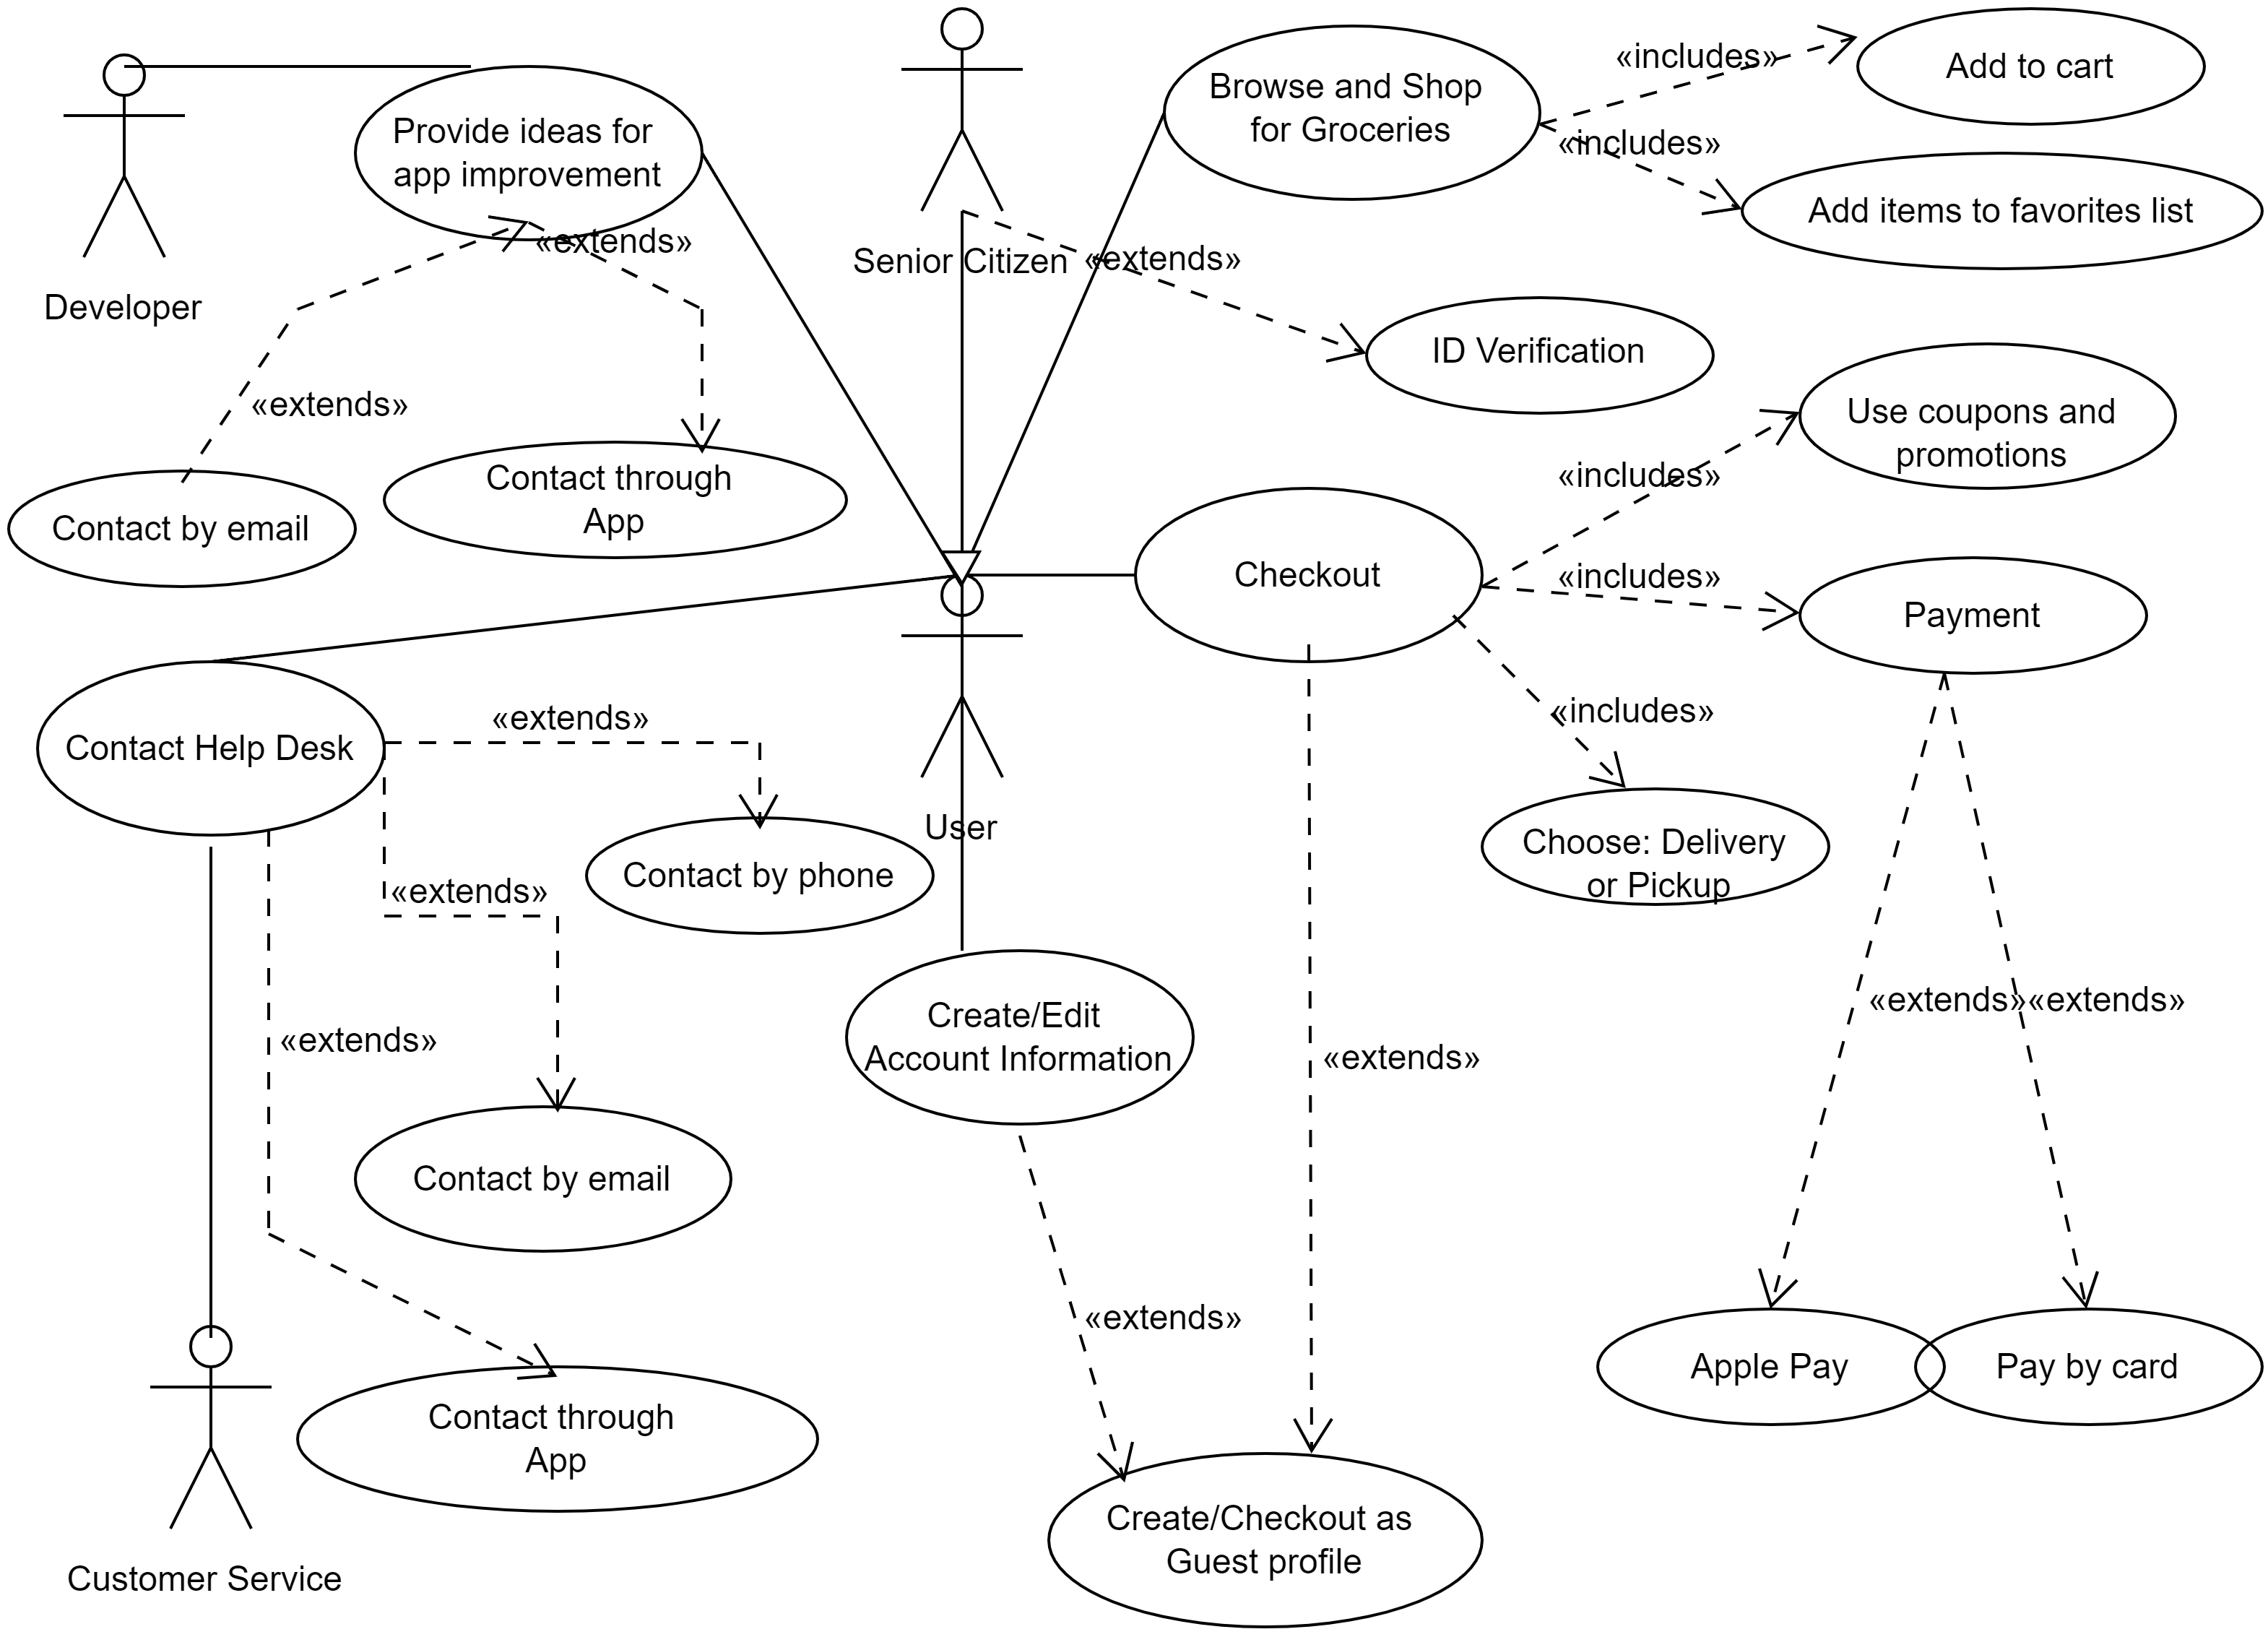 «includes»
Add to cart
Browse and Shop
for Groceries
Provide ideas for
app improvement
«includes»
Add items to favorites list
«extends»
Senior Citizen
«extends»
Developer
ID Verification
«extends»
Use coupons and
promotions
Contact through
App
«includes»
Contact by email
Checkout
«includes»
Payment
«extends»
«includes»
Contact Help Desk
User
Choose: Delivery
or Pickup
Contact by phone
«extends»
«extends»
«extends»
Create/Edit
Account Information
«extends»
«extends»
Contact by email
«extends»
Apple Pay
Pay by card
Contact through
App
Create/Checkout as
Guest profile
Customer Service